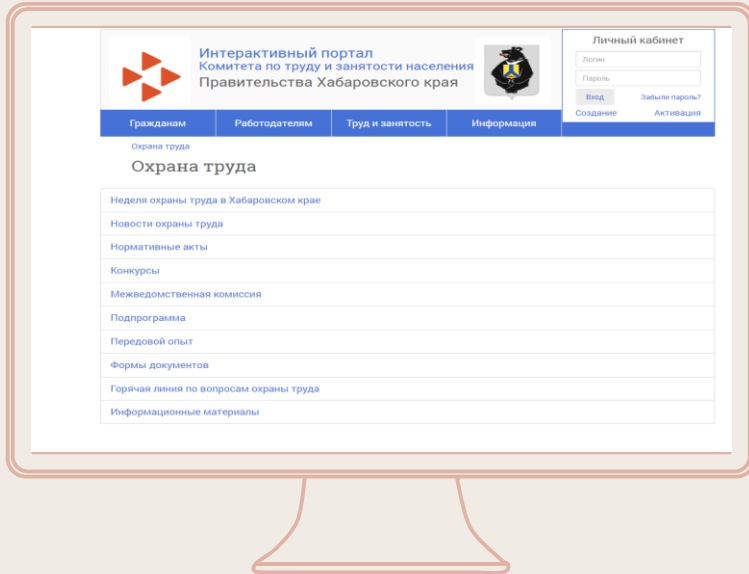 Интерактивный портал
Комитета по труду и занятости населения
Правительства Хабаровского края
Личный кабинет
Логин
Пароль
Вход Забыли пароль?
Создание Активация
Гражданам Работодателям Труд и занятость Информация
Охрана труда
Охрана труда
Неделя охраны труда в Хабаровском крае
Новости охраны труда
Нормативные акты
Конкурсы
Межведомственная комиссия
Подпрограмма
Передовой опыт
Формы документов
Горячая линия по вопросам охраны труда
Информационные материалы